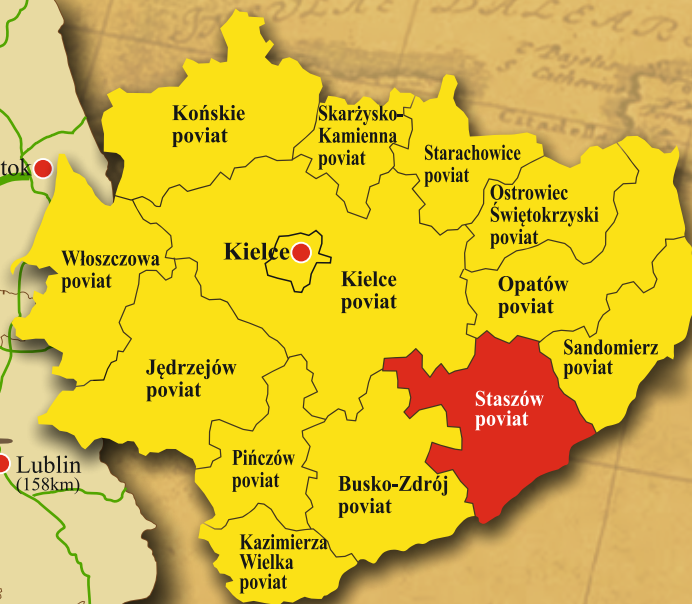 DALEARES
Końskie
poviat
Skarżysko-
Kamienna
poviat
Starachowice
poviat
Ostrowiec
Świętokrzyski
poviat
tok
Włoszczowa
poviat
Kielce
Kielce
poviat
Opatów
poviat
Sandomierz
poviat
Jędrzejów
poviat
Staszów
poviat
Pińczów
poviat
Busko-Zdrój
poviat
Lublin
(158km)
Kazimierza
Wielka
poviat